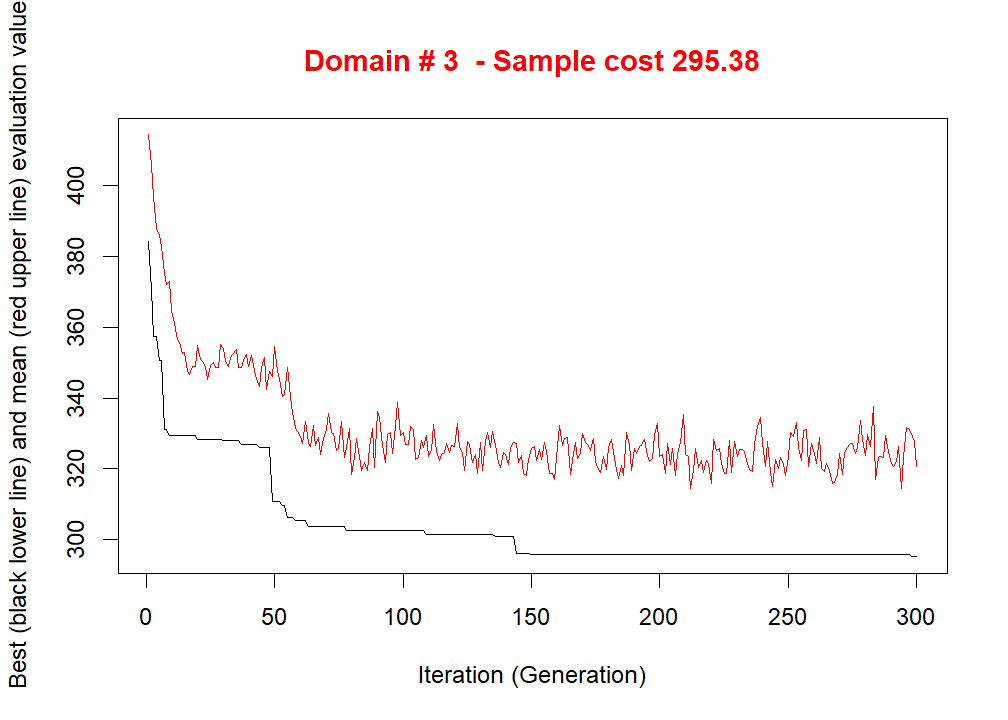 Domain # 3  - Sample cost 295.38
Best (black lower line) and mean (red upper line) evaluation value
400
380
360
340
320
300
0 50 100 150 200 250 300
Iteration (Generation)